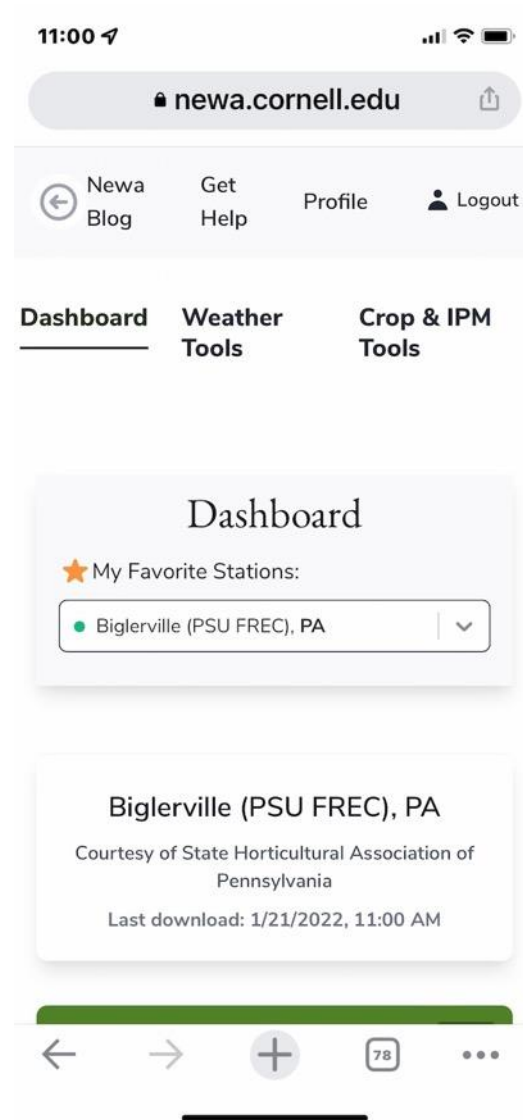 11:00
newa.cornell.edu
Newa Blog
Get Help
Profile
Logout
Dashboard
Weather Tools
Crop & IPM Tools
Dashboard
My Favorite Stations:
Biglerville (PSU FREC), PA
Biglerville (PSU FREC), PA
Courtesy of State Horticultural Association of
Pennsylvania
Last download: 1/21/2022, 11:00 AM
78